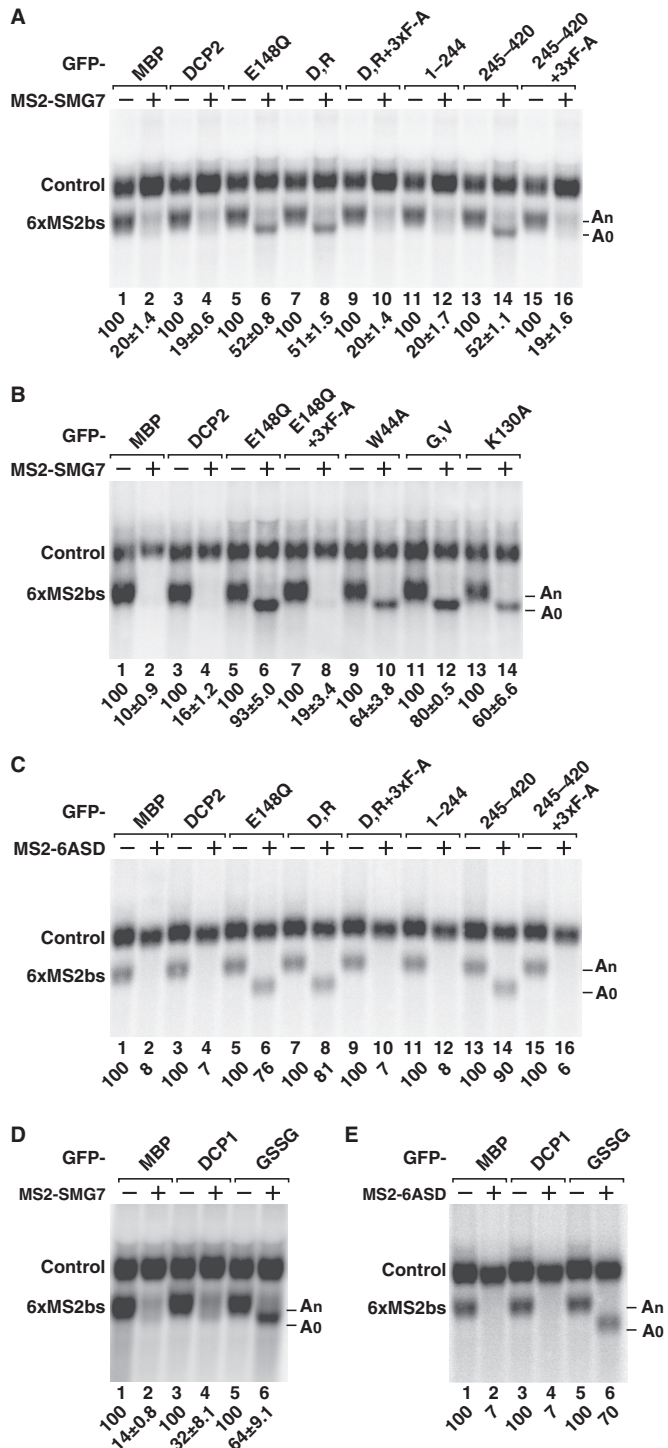 A
GFP- MBP DCP2 E148Q D,R D,R+3xF-A 1–244 245–420 245–420 +3xF-A
MS2-SMG7 – + – + – + – + – + – + – + – +
Control
6xMS2bs
An
A0
1 2 3 4 5 6 7 8 9 10 11 12 13 14 15 16
100 20±1.4 100 19±0.6 100 52±0.8 100 51±1.5 100 20±1.4 100 20±1.7 100 52±1.1 100 19±1.6
B
GFP- MBP DCP2 E148Q E148Q +3xF-A W44A G,V K130A
MS2-SMG7 – + – + – + – + – + – + – +
Control
6xMS2bs
An
A0
1 2 3 4 5 6 7 8 9 10 11 12 13 14
100 10±0.9 100 16±1.2 100 93±5.0 100 19±3.4 100 64±3.8 100 80±0.5 100 60±6.6
C
GFP- MBP DCP2 E148Q D,R D,R+3xF-A 1–244 245–420 245–420 +3xF-A
MS2-6ASD – + – + – + – + – + – + – + – +
Control
6xMS2bs
An
A0
1 2 3 4 5 6 7 8 9 10 11 12 13 14 15 16
100 8 100 7 100 76 100 81 100 7 100 8 100 90 100 6
D
GFP- MBP DCP1 GSSG
MS2-SMG7 – + – + – +
Control
6xMS2bs
An
A0
1 2 3 4 5 6
100 14±0.8 100 32±8.1 100 64±9.1
E
GFP- MBP DCP1 GSSG
MS2-6ASD – + – + – +
Control
6xMS2bs
An
A0
1 2 3 4 5 6
100 7 100 7 100 70